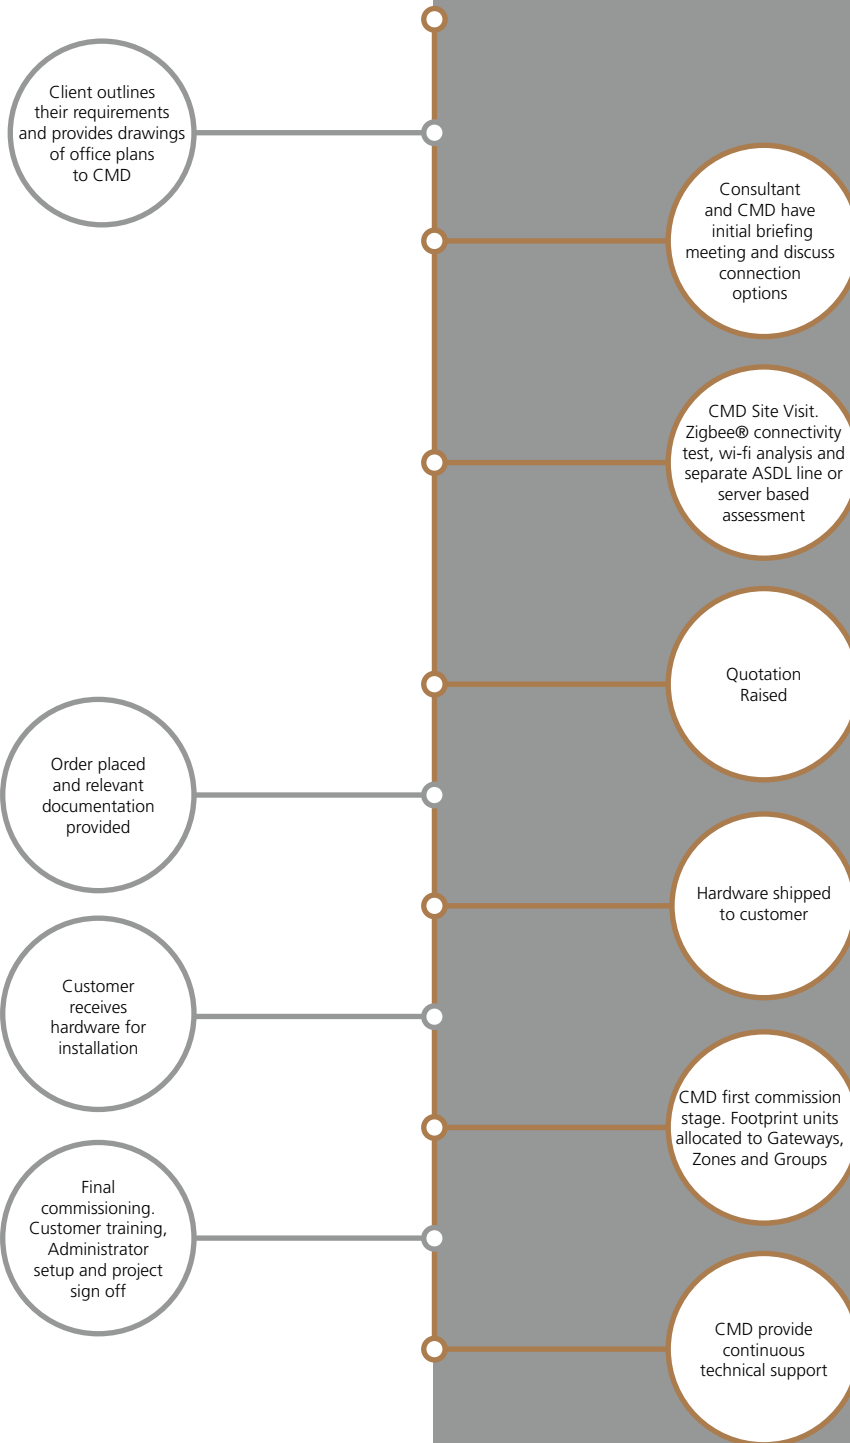 Client outlines
their requirements
and provides drawings
of office plans
to CMD
Consultant
and CMD have
initial briefing
meeting and discuss
connection
options
CMD Site Visit.
Zigbee® connectivity
test, wi-fi analysis and
separate ASDL line or
server based
assessment
Quotation
Raised
Order placed
and relevant
documentation
provided
Hardware shipped
to customer
Customer
receives
hardware for
installation
CMD first commission
stage. Footprint units
allocated to Gateways,
Zones and Groups
Final
commissioning.
Customer training,
Administrator
setup and project
sign off
CMD provide
continuous
technical support